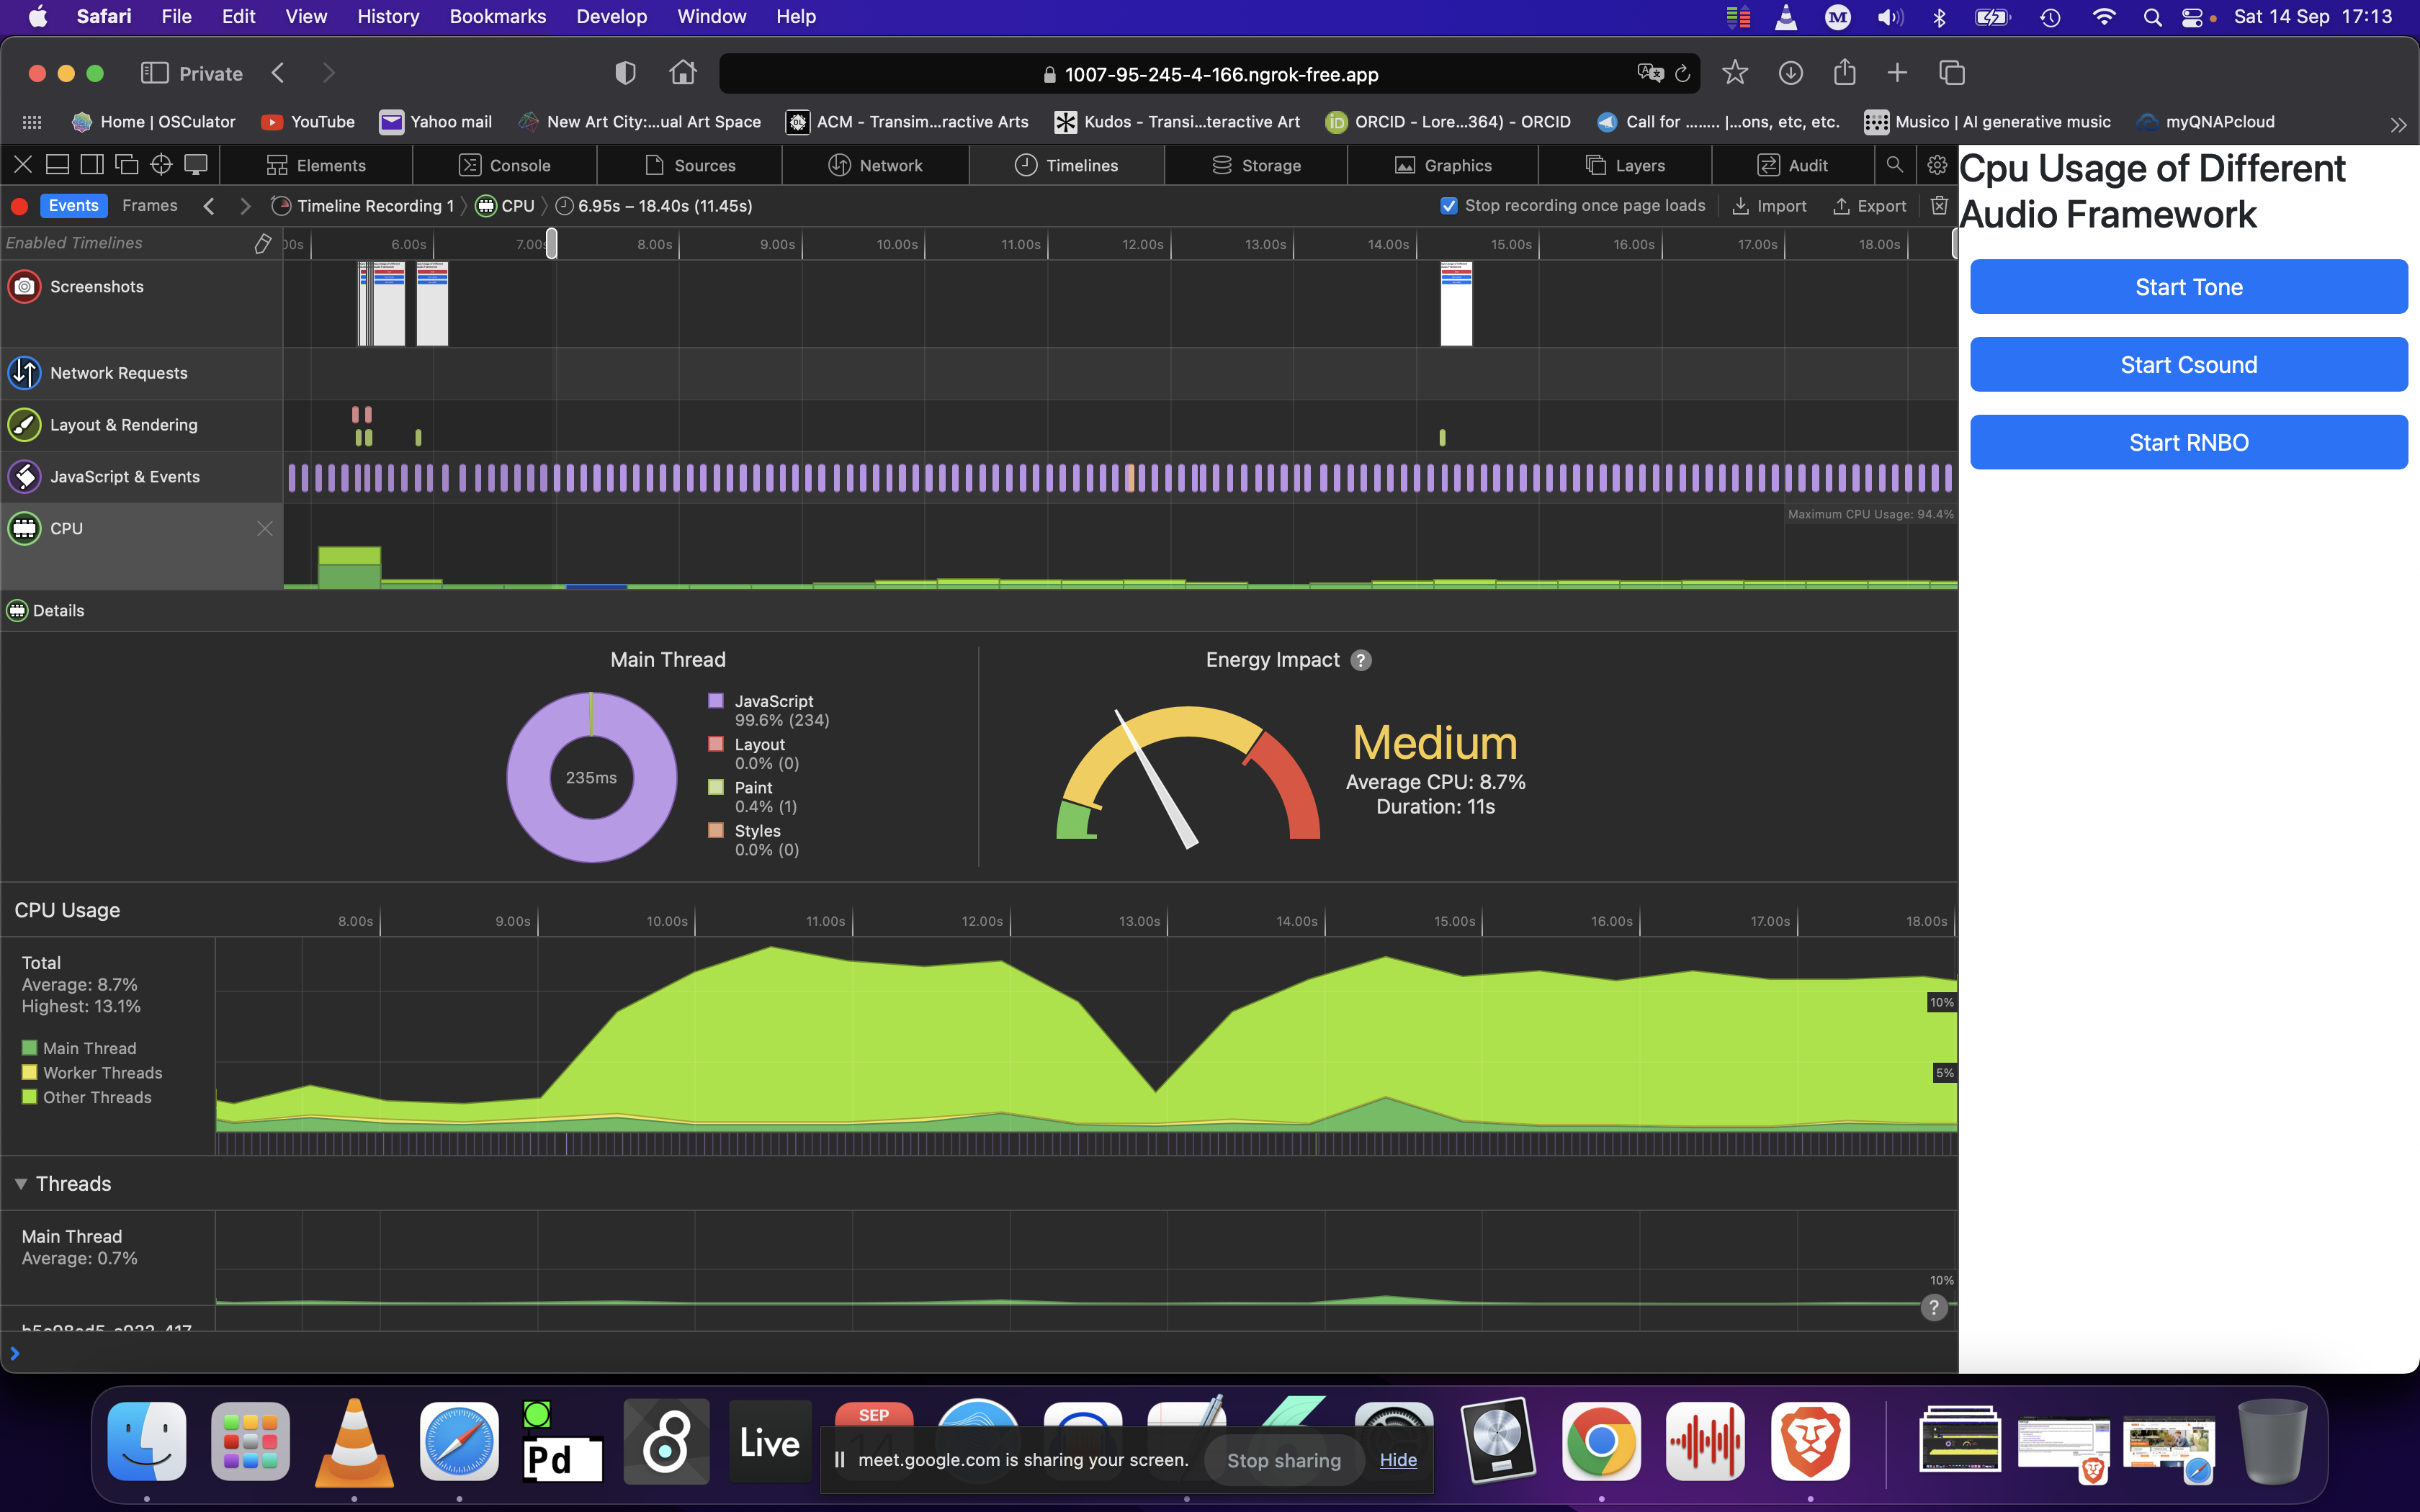 Safari File Edit View History Bookmarks Develop Window Help Sat 14 Sep 17:13
Private 1007-95-245-4-166.ngrok-free.app
Home | OSCulator YouTube Yahoo mail New Art City:...ual Art Space ACM - Transim...ractive Arts Kudos - Transi...teractive Art ORCID - Lore...364) - ORCID Call for ........ |...ons, etc, etc. Musico | AI generative music myQNAPcloud
Elements Console Sources Network Timelines Storage Graphics Layers Audit
Events Frames Timeline Recording 1 CPU 6.95s – 18.40s (11.45s) Stop recording once page loads Import Export
Enabled Timelines 00s 6.00s 7.00s 8.00s 9.00s 10.00s 11.00s 12.00s 13.00s 14.00s 15.00s 16.00s 17.00s 18.00s
Screenshots
Network Requests
Layout & Rendering
JavaScript & Events
CPU
Maximum CPU Usage: 94.4%
Details
Main Thread
235ms
JavaScript
99.6% (234)
Layout
0.0% (0)
Paint
0.4% (1)
Styles
0.0% (0)
Energy Impact ?
Medium
Average CPU: 8.7%
Duration: 11s
CPU Usage
8.00s 9.00s 10.00s 11.00s 12.00s 13.00s 14.00s 15.00s 16.00s 17.00s 18.00s
Total
Average: 8.7%
Highest: 13.1%
Main Thread
Worker Threads
Other Threads
10%
5%
Threads
Main Thread
Average: 0.7%
10%
?
Cpu Usage of Different
Audio Framework
Start Tone
Start Csound
Start RNBO
SEP
Pd
8
Live
meet.google.com is sharing your screen. Stop sharing Hide